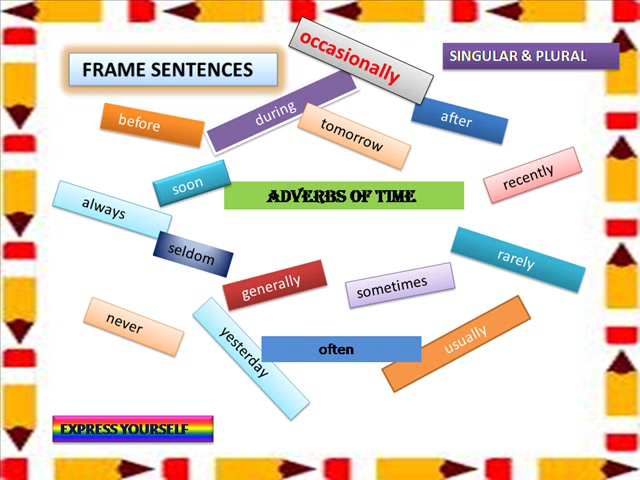 occasionally
SINGULAR & PLURAL
FRAME SENTENCES
during
before
tomorrow
after
soon
ADVERBS OF TIME
recently
always
seldom
rarely
generally
sometimes
never
yesterday
often
usually
EXPRESS YOURSELF